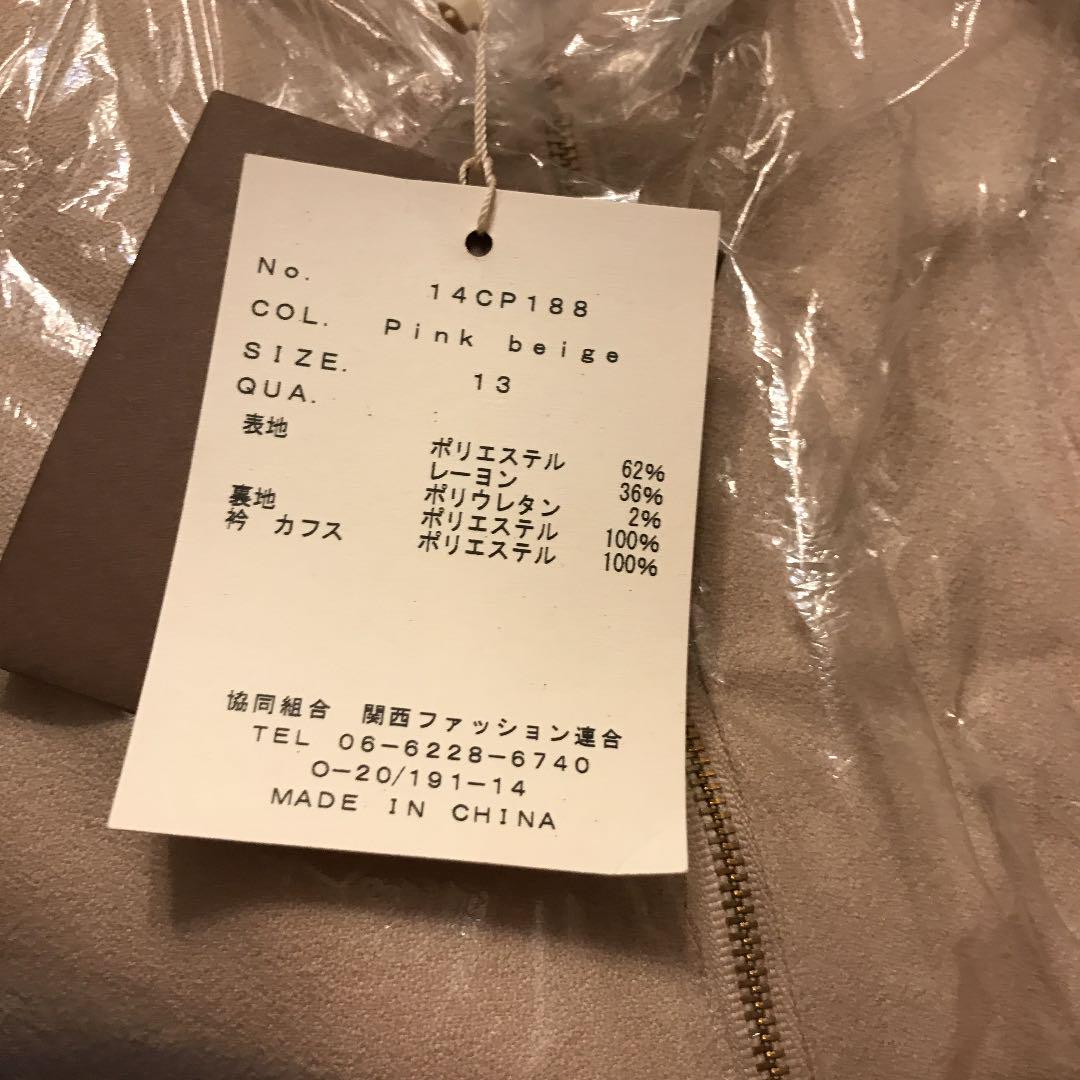 No. 14CP188
COL. Pink beige
SIZE. 13
QUA.
表地 ポリエステル 62%
レーヨン 36%
ポリウレタン 2%
裏地 ポリエステル 100%
衿 カフス ポリエステル 100%
協同組合 関西ファッション連合
TEL 06-6228-6740
O-20/191-14
MADE IN CHINA